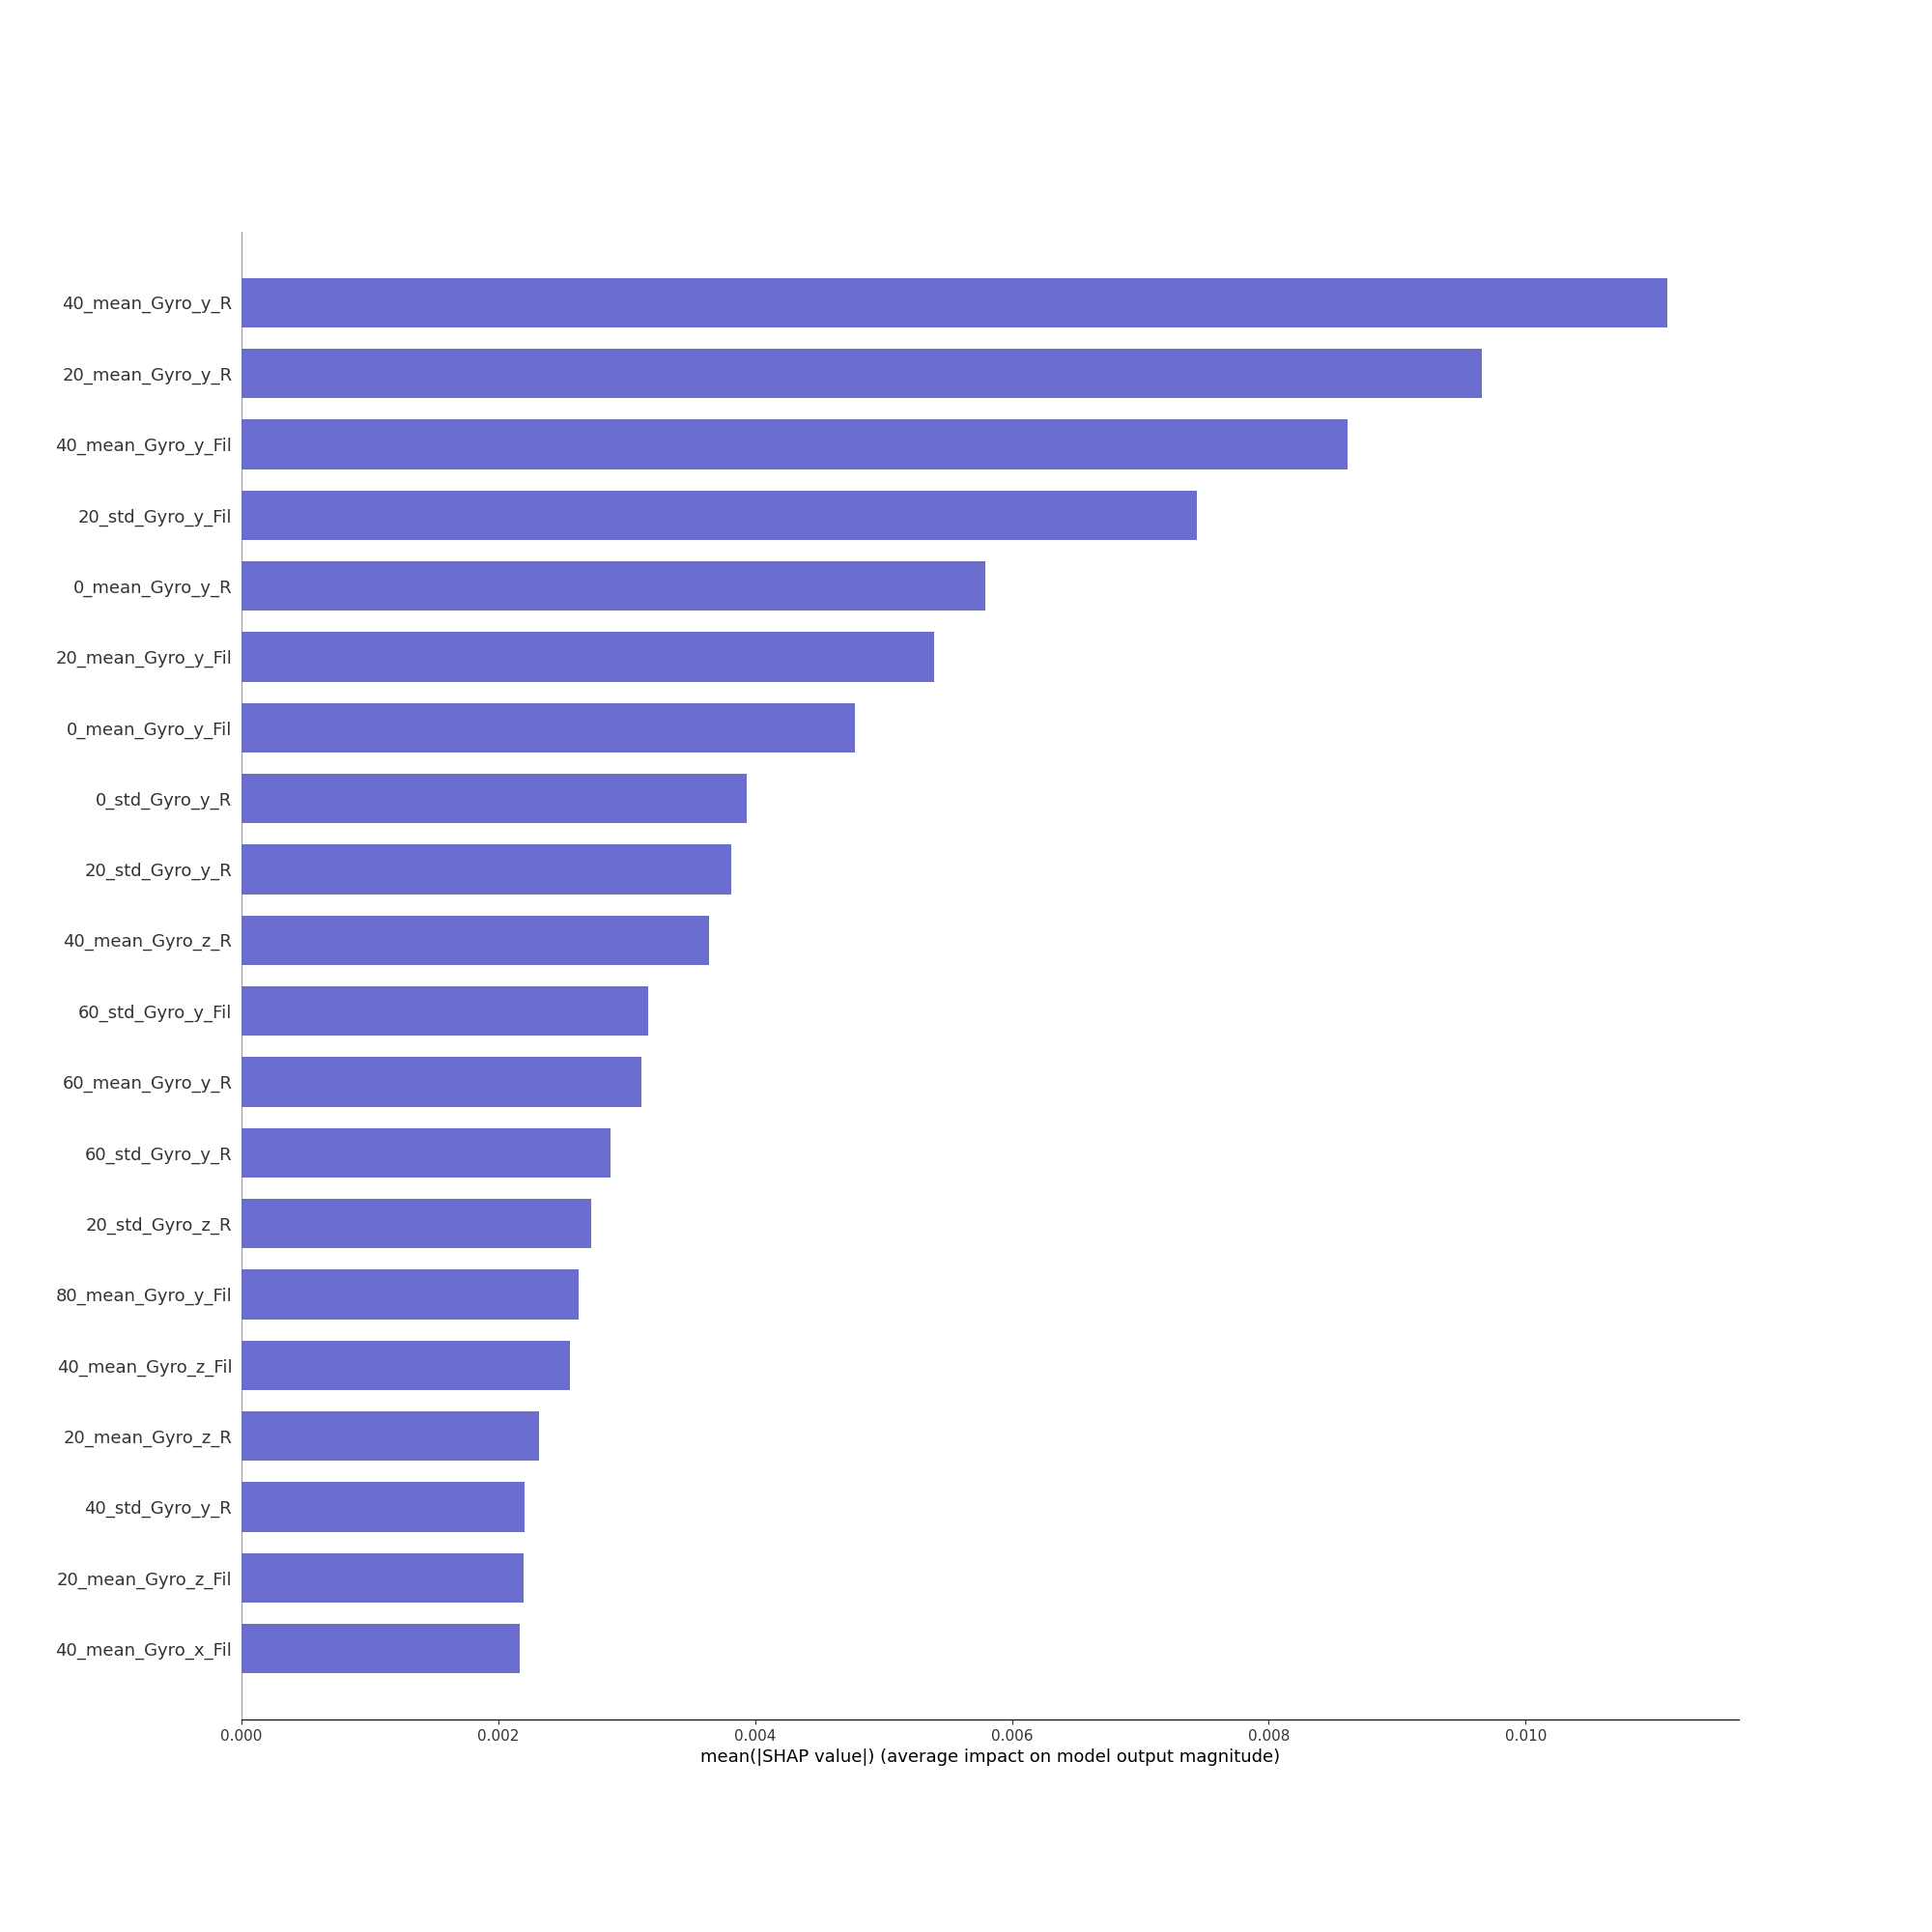 40_mean_Gyro_y_R
20_mean_Gyro_y_R
40_mean_Gyro_y_Fil
20_std_Gyro_y_Fil
0_mean_Gyro_y_R
20_mean_Gyro_y_Fil
0_mean_Gyro_y_Fil
0_std_Gyro_y_R
20_std_Gyro_y_R
40_mean_Gyro_z_R
60_std_Gyro_y_Fil
60_mean_Gyro_y_R
60_std_Gyro_y_R
20_std_Gyro_z_R
80_mean_Gyro_y_Fil
40_mean_Gyro_z_Fil
20_mean_Gyro_z_R
40_std_Gyro_y_R
20_mean_Gyro_z_Fil
40_mean_Gyro_x_Fil
0.000 0.002 0.004 0.006 0.008 0.010
mean(|SHAP value|) (average impact on model output magnitude)